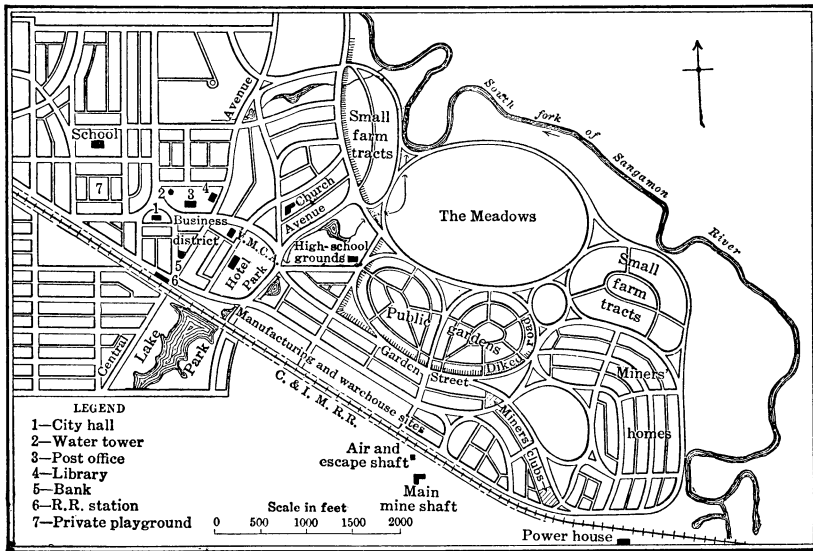 South fork of Sangamon River
Avenue
School
Small
farm
tracts
7
2
3
4
1
Church
Avenue
The Meadows
Business
district
Y.M.C.A.
High-school
grounds
5
6
Hotel
Park
Small
farm
tracts
Public gardens
Diked road
Central
Lake
Park
Manufacturing and warehouse sites
Garden Street
C. & I. M. R.R.
Miners'
homes
Miners clubs
Air and
escape shaft
Main
mine shaft
Power house
LEGEND
1—City hall
2—Water tower
3—Post office
4—Library
5—Bank
6—R.R. station
7—Private playground
Scale in feet
0 500 1000 1500 2000